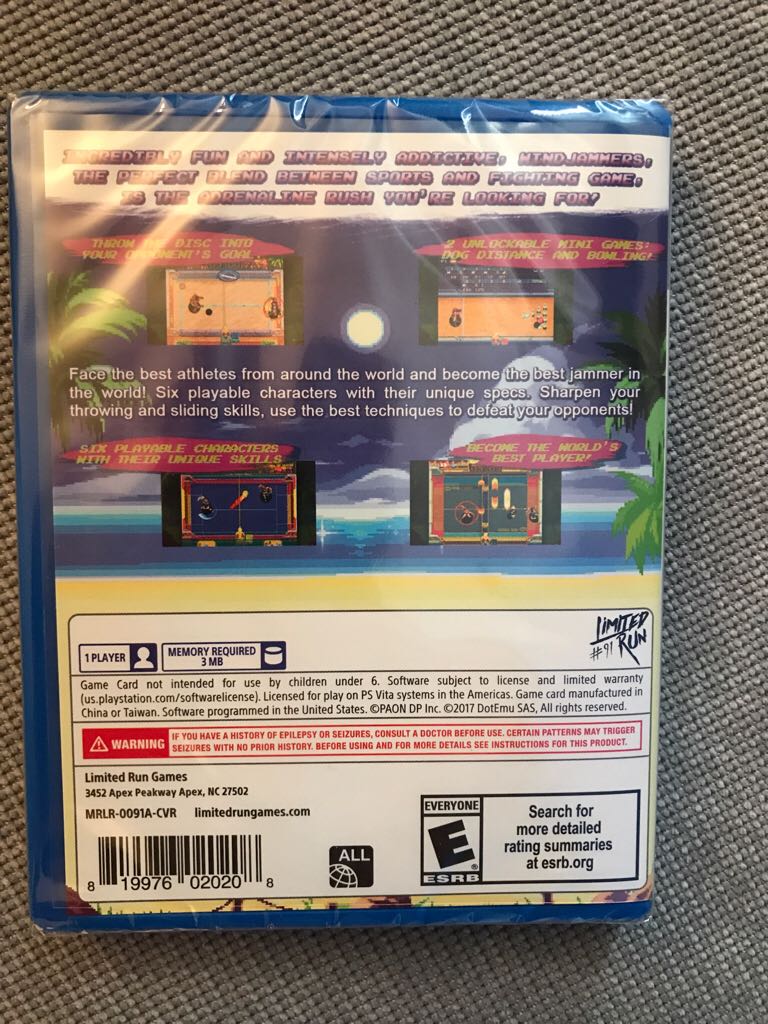 INCREDIBLY FUN AND INTENSELY ADDICTIVE, WINDJAMMERS,
THE PERFECT BLEND BETWEEN SPORTS AND FIGHTING GAME,
IS THE ADRENALINE RUSH YOU'RE LOOKING FOR!
THROW THE DISC INTO
YOUR OPPONENT'S GOAL
2 UNLOCKABLE MINI GAMES:
DOG DISTANCE AND BOWLING!
Face the best athletes from around the world and become the best jammer in
the world! Six playable characters with their unique specs. Sharpen your
throwing and sliding skills, use the best techniques to defeat your opponents!
SIX PLAYABLE CHARACTERS
WITH THEIR UNIQUE SKILLS
BECOME THE WORLD'S
BEST PLAYER!
LIMITED
RUN
#91
1 PLAYER
MEMORY REQUIRED
3 MB
Game Card not intended for use by children under 6. Software subject to license and limited warranty
(us.playstation.com/softwarelicense). Licensed for play on PS Vita systems in the Americas. Game card manufactured in
China or Taiwan. Software programmed in the United States. ©PAON DP Inc. ©2017 DotEmu SAS, All rights reserved.
WARNING
IF YOU HAVE A HISTORY OF EPILEPSY OR SEIZURES, CONSULT A DOCTOR BEFORE USE. CERTAIN PATTERNS MAY TRIGGER
SEIZURES WITH NO PRIOR HISTORY. BEFORE USING AND FOR MORE DETAILS SEE INSTRUCTIONS FOR THIS PRODUCT.
Limited Run Games
3452 Apex Peakway Apex, NC 27502
MRLR-0091A-CVR limitedrungames.com
8 19976 02020 8
ALL
EVERYONE
E
®
ESRB
Search for
more detailed
rating summaries
at esrb.org